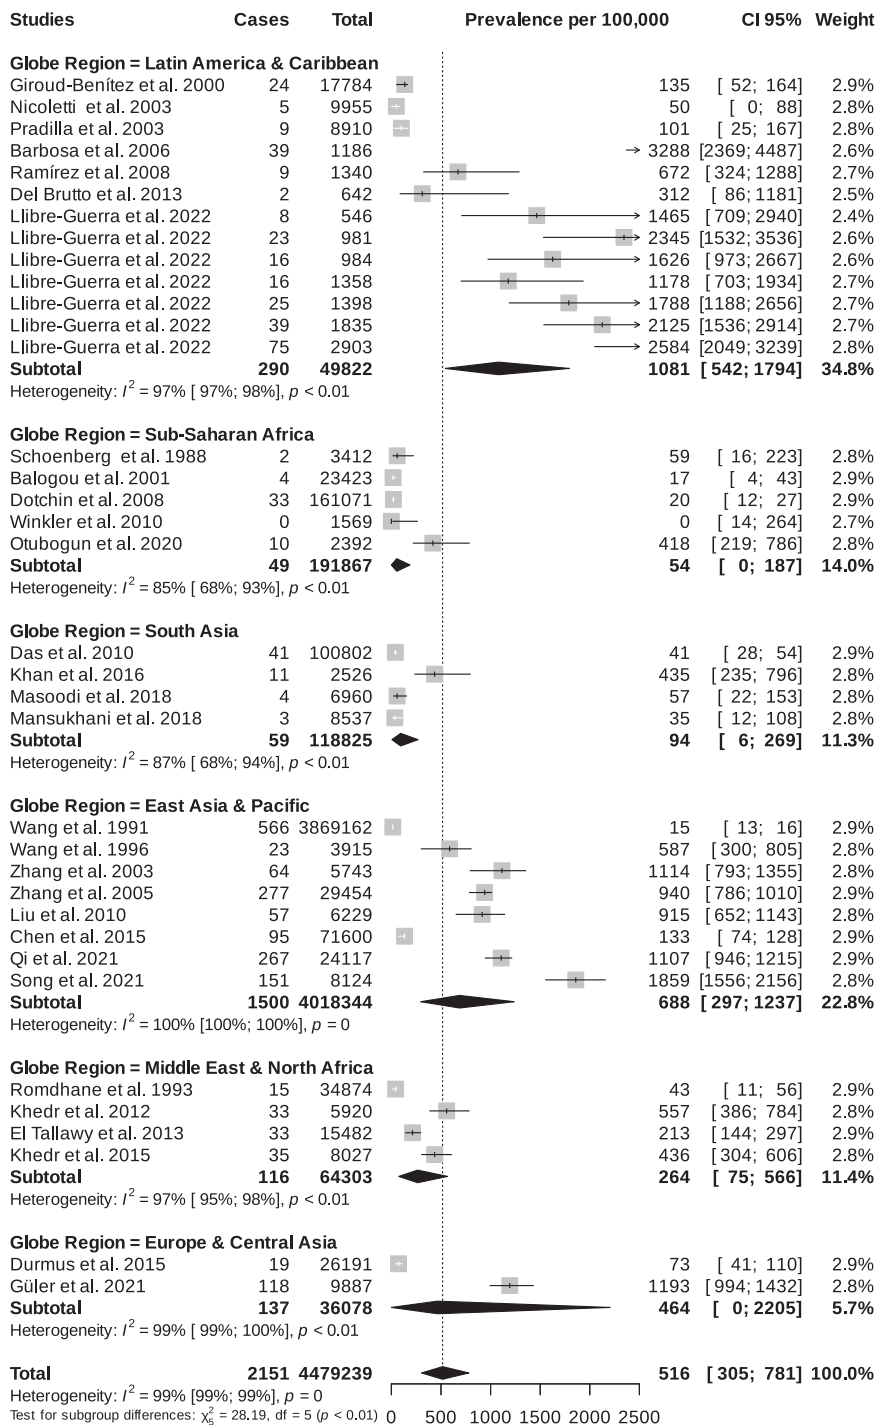 Studies Cases Total Prevalence per 100,000 CI 95% Weight
Globe Region = Latin America & Caribbean
Giroud-Benítez et al. 2000 24 17784 135 [ 52; 164] 2.9%
Nicoletti et al. 2003 5 9955 50 [ 0; 88] 2.8%
Pradilla et al. 2003 9 8910 101 [ 25; 167] 2.8%
Barbosa et al. 2006 39 1186 3288 [2369; 4487] 2.6%
Ramírez et al. 2008 9 1340 672 [ 324; 1288] 2.7%
Del Brutto et al. 2013 2 642 312 [ 86; 1181] 2.5%
Llibre-Guerra et al. 2022 8 546 1465 [ 709; 2940] 2.4%
Llibre-Guerra et al. 2022 23 981 2345 [1532; 3536] 2.6%
Llibre-Guerra et al. 2022 16 984 1626 [ 973; 2667] 2.6%
Llibre-Guerra et al. 2022 16 1358 1178 [ 703; 1934] 2.7%
Llibre-Guerra et al. 2022 25 1398 1788 [1188; 2656] 2.7%
Llibre-Guerra et al. 2022 39 1835 2125 [1536; 2914] 2.7%
Llibre-Guerra et al. 2022 75 2903 2584 [2049; 3239] 2.8%
Subtotal 290 49822 1081 [ 542; 1794] 34.8%
Heterogeneity: I² = 97% [ 97%; 98%], p < 0.01
Globe Region = Sub-Saharan Africa
Schoenberg et al. 1988 2 3412 59 [ 16; 223] 2.8%
Balogou et al. 2001 4 23423 17 [ 4; 43] 2.9%
Dotchin et al. 2008 33 161071 20 [ 12; 27] 2.9%
Winkler et al. 2010 0 1569 0 [ 14; 264] 2.7%
Otubogun et al. 2020 10 2392 418 [ 219; 786] 2.8%
Subtotal 49 191867 54 [ 0; 187] 14.0%
Heterogeneity: I² = 85% [ 68%; 93%], p < 0.01
Globe Region = South Asia
Das et al. 2010 41 100802 41 [ 28; 54] 2.9%
Khan et al. 2016 11 2526 435 [ 235; 796] 2.8%
Masoodi et al. 2018 4 6960 57 [ 22; 153] 2.8%
Mansukhani et al. 2018 3 8537 35 [ 12; 108] 2.8%
Subtotal 59 118825 94 [ 6; 269] 11.3%
Heterogeneity: I² = 87% [ 68%; 94%], p < 0.01
Globe Region = East Asia & Pacific
Wang et al. 1991 566 3869162 15 [ 13; 16] 2.9%
Wang et al. 1996 23 3915 587 [ 300; 805] 2.8%
Zhang et al. 2003 64 5743 1114 [ 793; 1355] 2.8%
Zhang et al. 2005 277 29454 940 [ 786; 1010] 2.9%
Liu et al. 2010 57 6229 915 [ 652; 1143] 2.8%
Chen et al. 2015 95 71600 133 [ 74; 128] 2.9%
Qi et al. 2021 267 24117 1107 [ 946; 1215] 2.9%
Song et al. 2021 151 8124 1859 [1556; 2156] 2.8%
Subtotal 1500 4018344 688 [ 297; 1237] 22.8%
Heterogeneity: I² = 100% [100%; 100%], p = 0
Globe Region = Middle East & North Africa
Romdhane et al. 1993 15 34874 43 [ 11; 56] 2.9%
Khedr et al. 2012 33 5920 557 [ 386; 784] 2.8%
El Tallawy et al. 2013 33 15482 213 [ 144; 297] 2.9%
Khedr et al. 2015 35 8027 436 [ 304; 606] 2.8%
Subtotal 116 64303 264 [ 75; 566] 11.4%
Heterogeneity: I² = 97% [ 95%; 98%], p < 0.01
Globe Region = Europe & Central Asia
Durmus et al. 2015 19 26191 73 [ 41; 110] 2.9%
Güler et al. 2021 118 9887 1193 [ 994; 1432] 2.8%
Subtotal 137 36078 464 [ 0; 2205] 5.7%
Heterogeneity: I² = 99% [ 99%; 100%], p < 0.01
Total 2151 4479239 516 [ 305; 781] 100.0%
Heterogeneity: I² = 99% [99%; 99%], p = 0
Test for subgroup differences: χ²₅ = 28.19, df = 5 (p < 0.01)
0 500 1000 1500 2000 2500